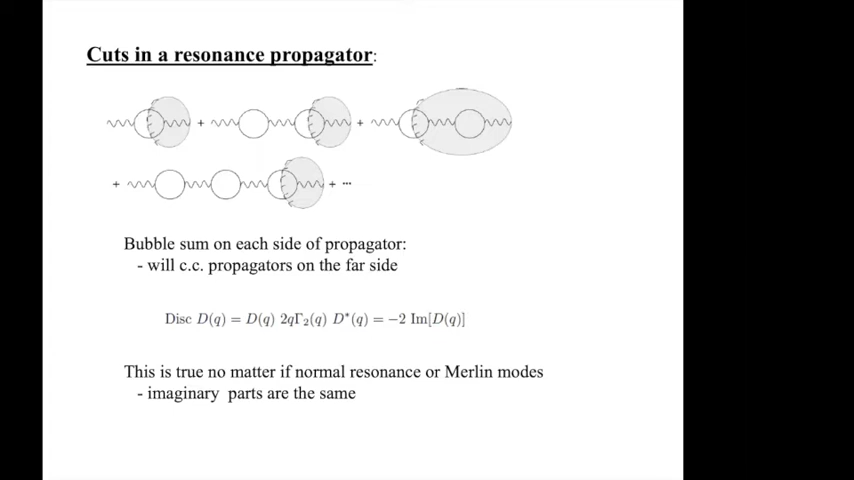 Cuts in a resonance propagator:
+ +
+ + ...
Bubble sum on each side of propagator:
- will c.c. propagators on the far side
Disc D(q) = D(q) 2qΓ₂(q) D*(q) = −2 Im[D(q)]
This is true no matter if normal resonance or Merlin modes
- imaginary parts are the same